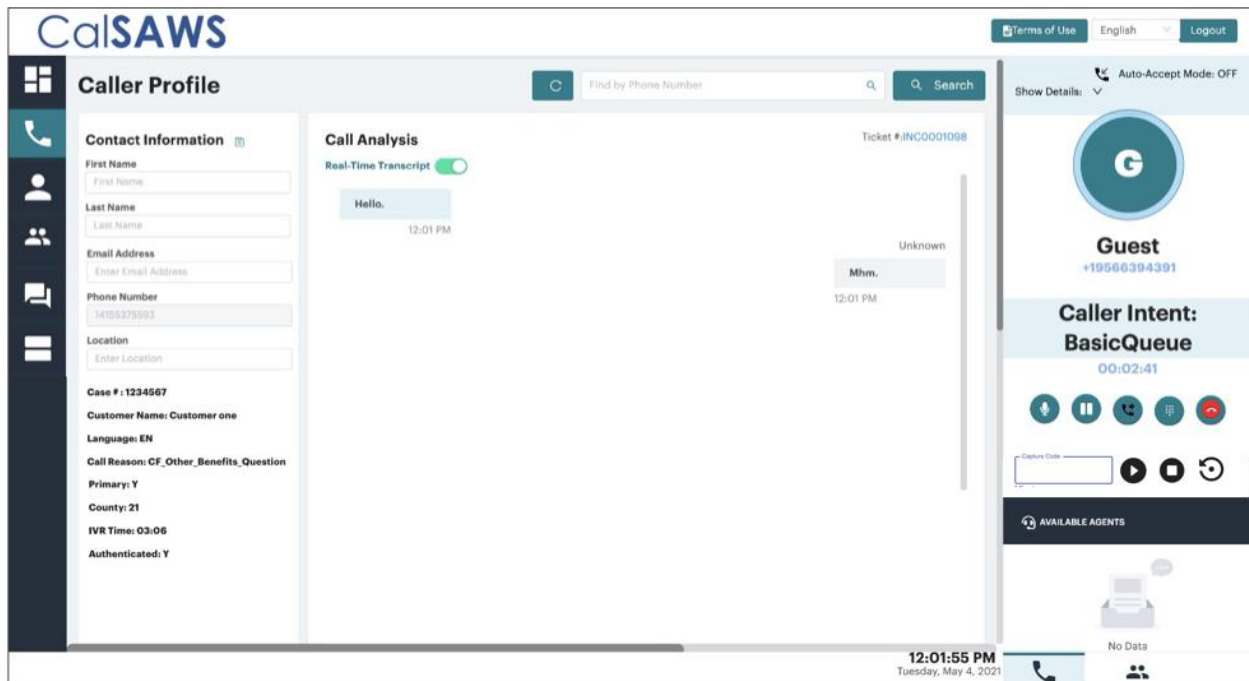 CalSAWS
Terms of Use
English
Logout
Caller Profile
Find by Phone Number
Search
Contact Information
First Name
First Name
Last Name
Last Name
Email Address
Enter Email Address
Phone Number
14155375593
Location
Enter Location
Case # : 1234567
Customer Name: Customer one
Language: EN
Call Reason: CF_Other_Benefits_Question
Primary: Y
County: 21
IVR Time: 03:06
Authenticated: Y
Call Analysis
Ticket #:INC0001098
Real-Time Transcript
Hello.
12:01 PM
Unknown
Mhm.
12:01 PM
Auto-Accept Mode: OFF
Show Details:
G
Guest
+19566394391
Caller Intent:
BasicQueue
00:02:41
Capture Code
AVAILABLE AGENTS
No Data
12:01:55 PM
Tuesday, May 4, 2021